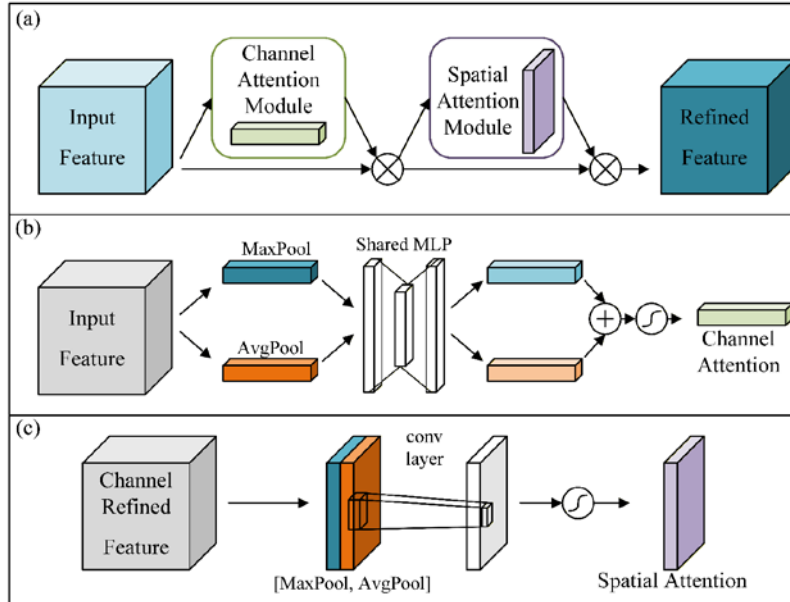 (a)
Input
Feature
Channel
Attention
Module
Spatial
Attention
Module
Refined
Feature
(b)
Input
Feature
MaxPool
AvgPool
Shared MLP
Channel
Attention
(c)
Channel
Refined
Feature
[MaxPool, AvgPool]
conv
layer
Spatial Attention